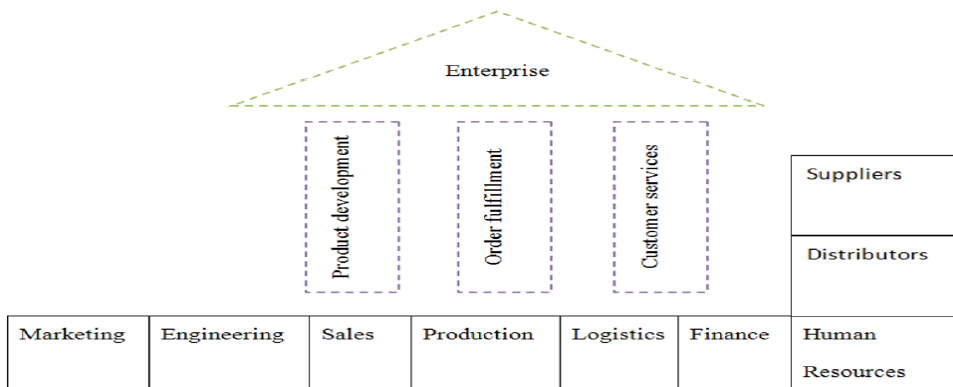 Enterprise
Product development
Order fulfillment
Customer services
Suppliers
Distributors
Marketing
Engineering
Sales
Production
Logistics
Finance
Human
Resources